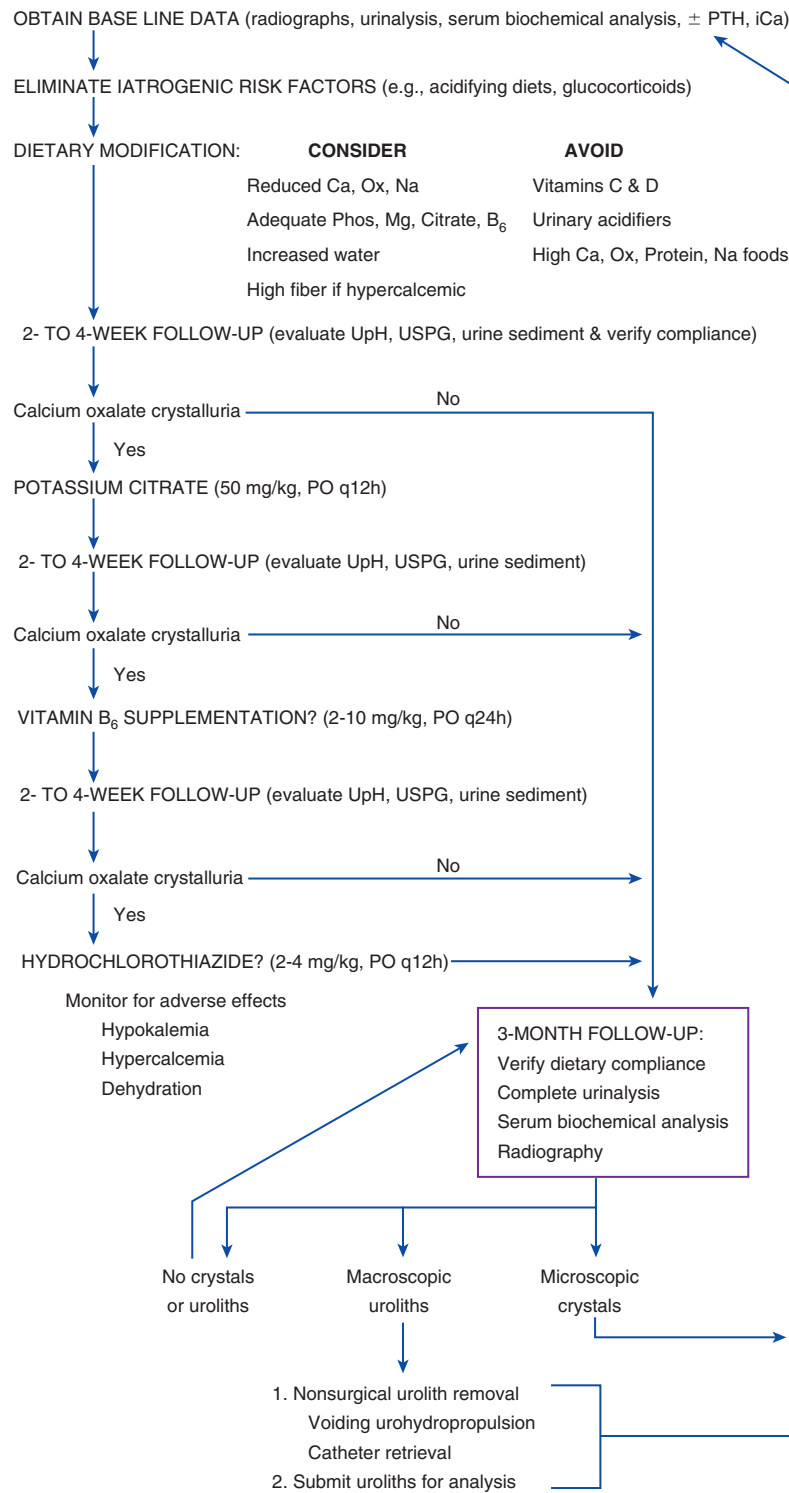 OBTAIN BASE LINE DATA (radiographs, urinalysis, serum biochemical analysis, ± PTH, iCa)
ELIMINATE IATROGENIC RISK FACTORS (e.g., acidifying diets, glucocorticoids)
DIETARY MODIFICATION: CONSIDER AVOID
Reduced Ca, Ox, Na Vitamins C & D
Adequate Phos, Mg, Citrate, B6 Urinary acidifiers
Increased water High Ca, Ox, Protein, Na foods
High fiber if hypercalcemic
2- TO 4-WEEK FOLLOW-UP (evaluate UpH, USPG, urine sediment & verify compliance)
Calcium oxalate crystalluria No
Yes
POTASSIUM CITRATE (50 mg/kg, PO q12h)
2- TO 4-WEEK FOLLOW-UP (evaluate UpH, USPG, urine sediment)
Calcium oxalate crystalluria No
Yes
VITAMIN B6 SUPPLEMENTATION? (2-10 mg/kg, PO q24h)
2- TO 4-WEEK FOLLOW-UP (evaluate UpH, USPG, urine sediment)
Calcium oxalate crystalluria No
Yes
HYDROCHLOROTHIAZIDE? (2-4 mg/kg, PO q12h)
Monitor for adverse effects
Hypokalemia
Hypercalcemia
Dehydration
3-MONTH FOLLOW-UP:
Verify dietary compliance
Complete urinalysis
Serum biochemical analysis
Radiography
No crystals
or uroliths
Macroscopic
uroliths
Microscopic
crystals
1. Nonsurgical urolith removal
Voiding urohydropropulsion
Catheter retrieval
2. Submit uroliths for analysis